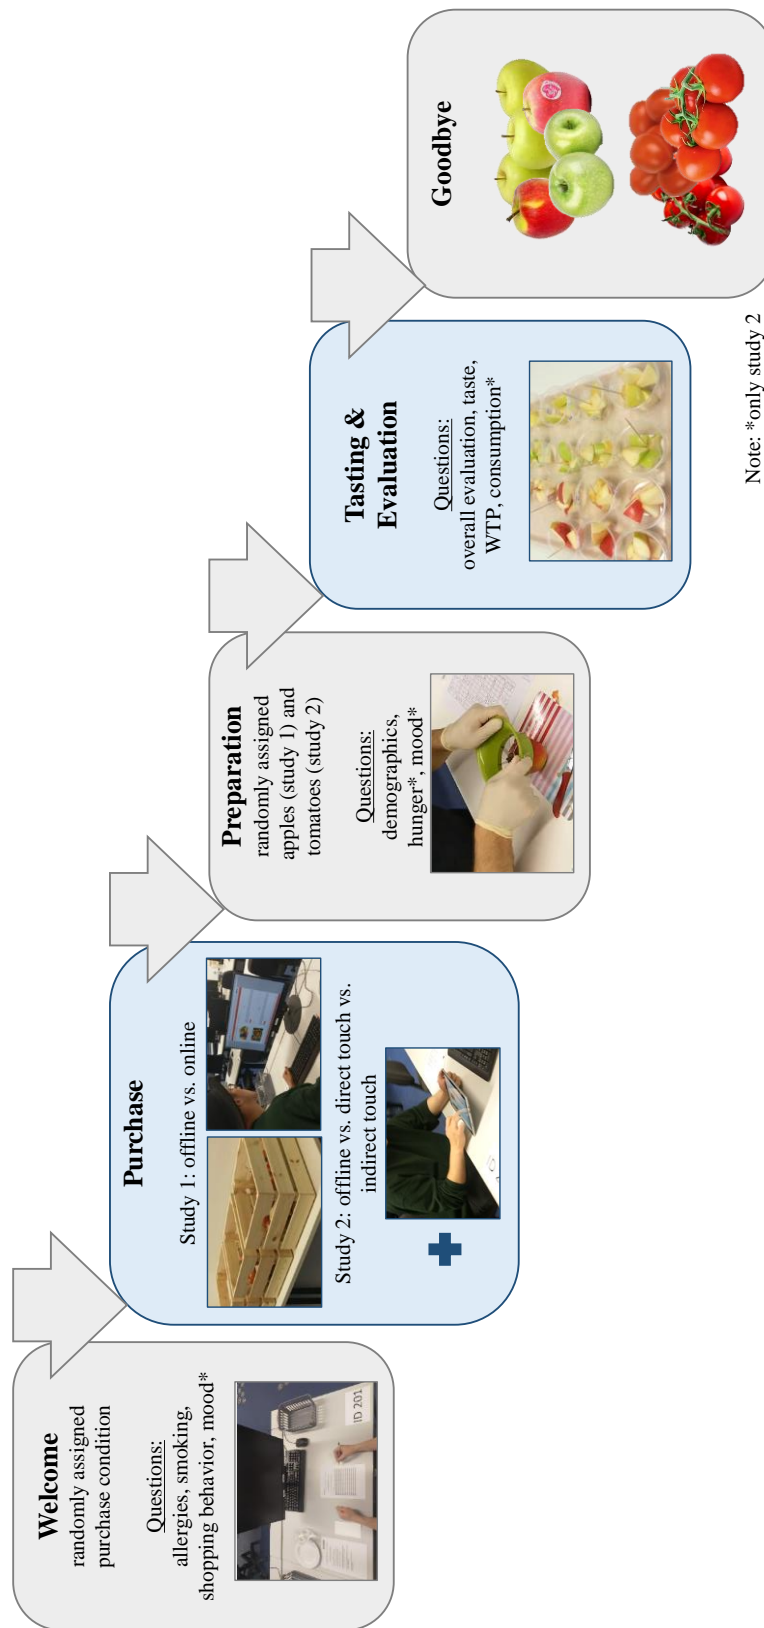 Welcome
randomly assigned
purchase condition
Questions:
allergies, smoking,
shopping behavior, mood*
ID 201
Purchase
Study 1: offline vs. online
Study 2: offline vs. direct touch vs.
indirect touch
Preparation
randomly assigned
apples (study 1) and
tomatoes (study 2)
Questions:
demographics,
hunger*, mood*
Tasting &
Evaluation
Questions:
overall evaluation, taste,
WTP, consumption*
Goodbye
Note: *only study 2